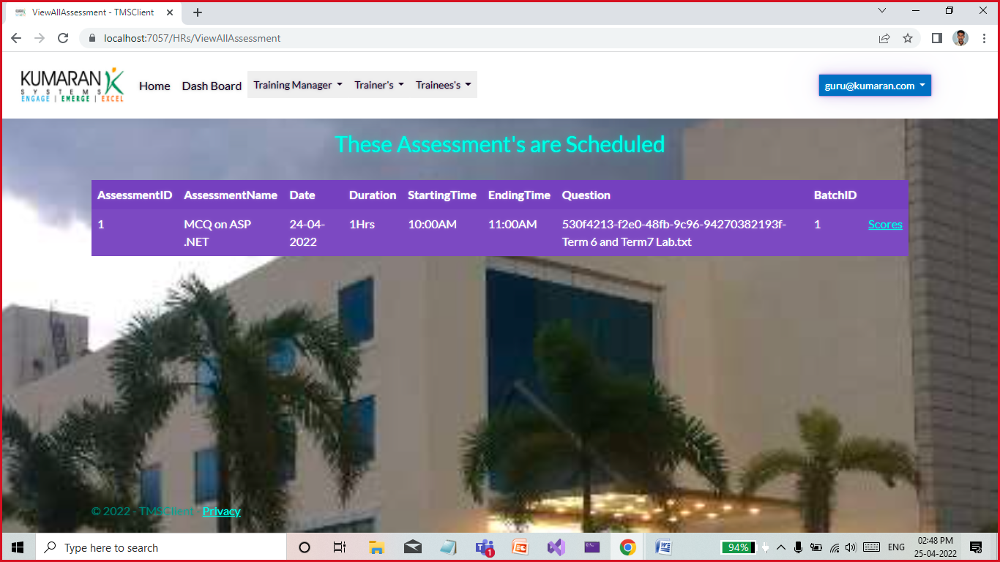 ViewAllAssessment - TMSClient
localhost:7057/HRs/ViewAllAssessment
KUMARAN
SYSTEMS
ENGAGE | EMERGE | EXCEL
Home Dash Board Training Manager Trainer's Trainees's guru@kumaran.com
These Assessment's are Scheduled
AssessmentID AssessmentName Date Duration StartingTime EndingTime Question BatchID
1 MCQ on ASP 24-04- 1Hrs 10:00AM 11:00AM 530f4213-f2e0-48fb-9c96-94270382193f- 1 Scores
.NET 2022 Term 6 and Term7 Lab.txt
© 2022 - TMSClient - Privacy
Type here to search 1 94% ENG 02:48 PM
25-04-2022